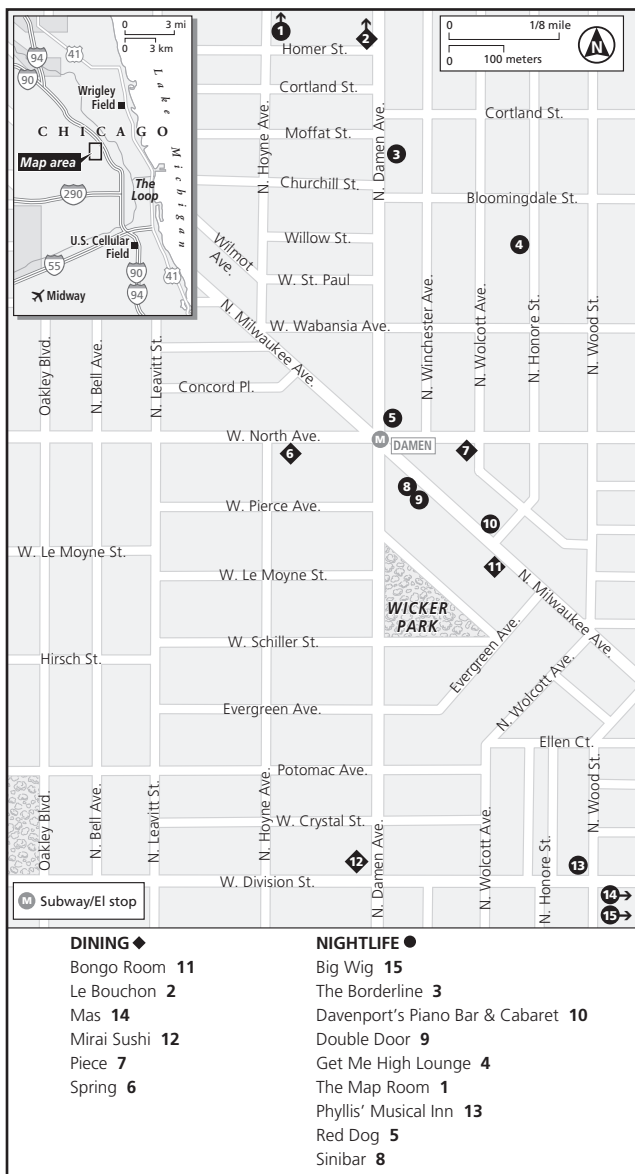 0 3 mi
0 3 km
94
41
90
Wrigley Field
CHICAGO
Map area
Lake Michigan
The Loop
290
U.S. Cellular Field
55
90
41
94
Midway
0 1/8 mile
0 100 meters
N
1
2
Homer St.
Cortland St.
Cortland St.
Moffat St.
N. Hoyne Ave.
N. Damen Ave.
3
Churchill St.
Bloomingdale St.
Willow St.
4
Wilmot Ave.
W. St. Paul
N. Milwaukee Ave.
W. Wabansia Ave.
N. Winchester Ave.
N. Wolcott Ave.
N. Honore St.
N. Wood St.
Oakley Blvd.
N. Bell Ave.
N. Leavitt St.
Concord Pl.
5
W. North Ave.
M DAMEN
6
7
8
9
W. Pierce Ave.
10
W. Le Moyne St.
11
W. Le Moyne St.
N. Milwaukee Ave.
WICKER
PARK
W. Schiller St.
Evergreen Ave.
Hirsch St.
N. Wolcott Ave.
Evergreen Ave.
Ellen Ct.
Potomac Ave.
Oakley Blvd.
N. Bell Ave.
N. Leavitt St.
N. Hoyne Ave.
N. Damen Ave.
N. Wolcott Ave.
N. Honore St.
N. Wood St.
W. Crystal St.
12
13
W. Division St.
14
15
M Subway/El stop
DINING
Bongo Room 11
Le Bouchon 2
Mas 14
Mirai Sushi 12
Piece 7
Spring 6
NIGHTLIFE
Big Wig 15
The Borderline 3
Davenport's Piano Bar & Cabaret 10
Double Door 9
Get Me High Lounge 4
The Map Room 1
Phyllis' Musical Inn 13
Red Dog 5
Sinibar 8